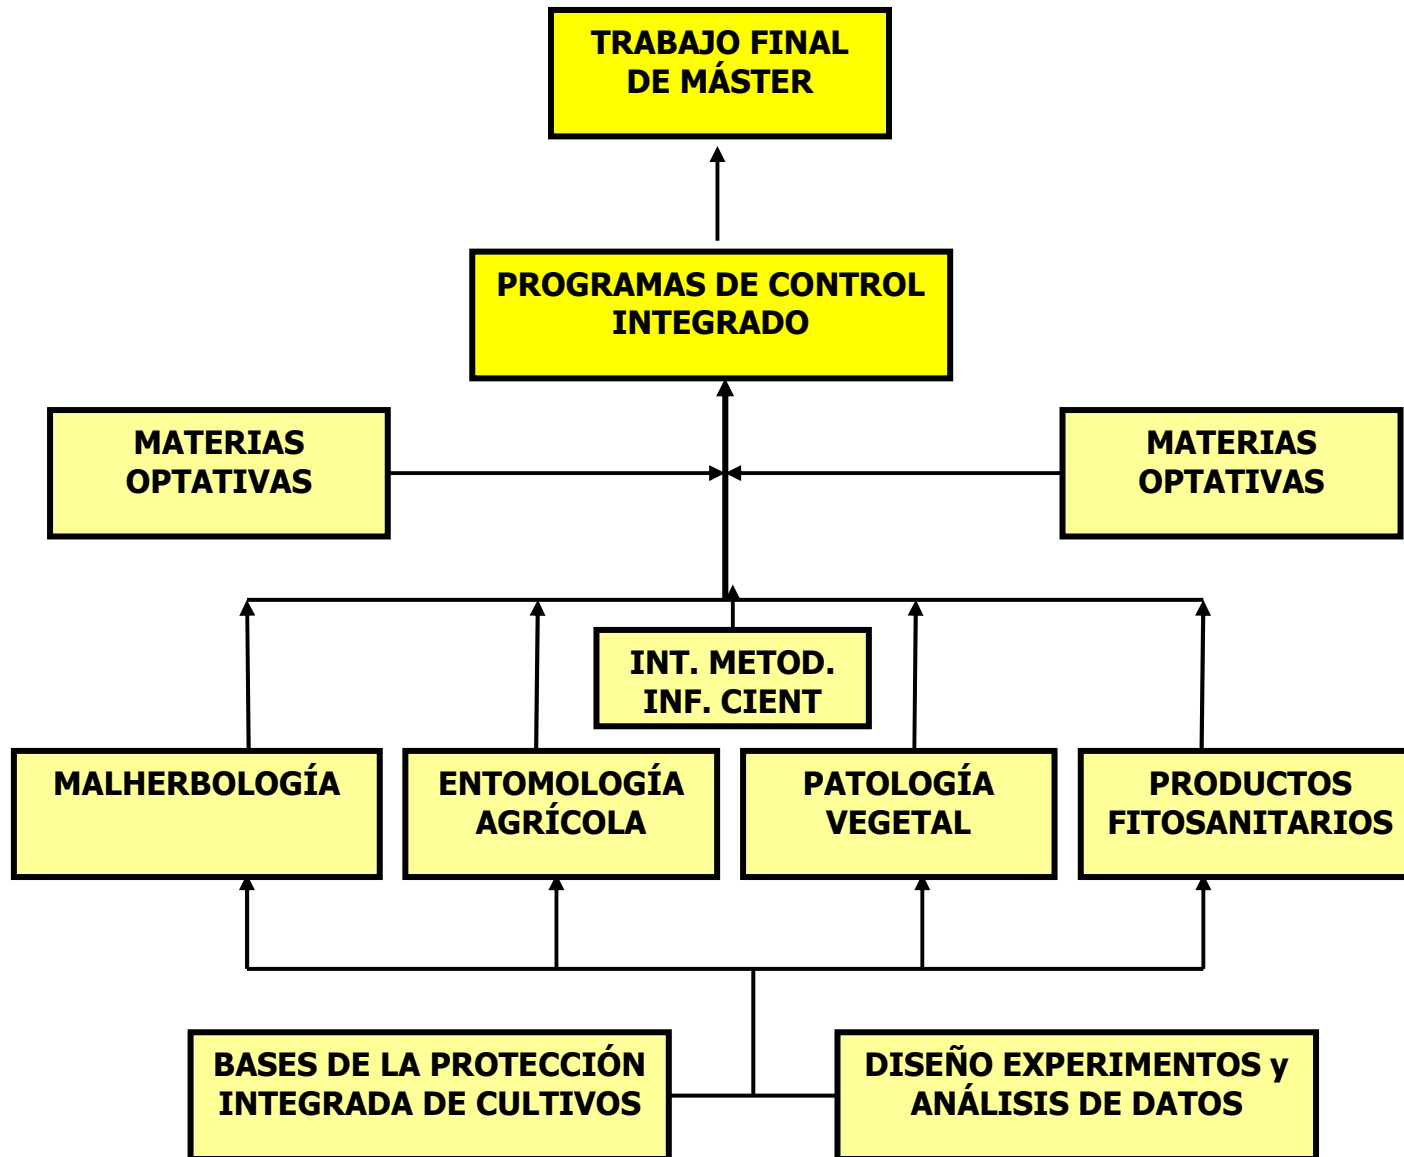 TRABAJO FINAL
DE MÁSTER
PROGRAMAS DE CONTROL
INTEGRADO
MATERIAS
OPTATIVAS
MATERIAS
OPTATIVAS
INT. METOD.
INF. CIENT
MALHERBOLOGÍA
ENTOMOLOGÍA
AGRÍCOLA
PATOLOGÍA
VEGETAL
PRODUCTOS
FITOSANITARIOS
BASES DE LA PROTECCIÓN
INTEGRADA DE CULTIVOS
DISEÑO EXPERIMENTOS y
ANÁLISIS DE DATOS